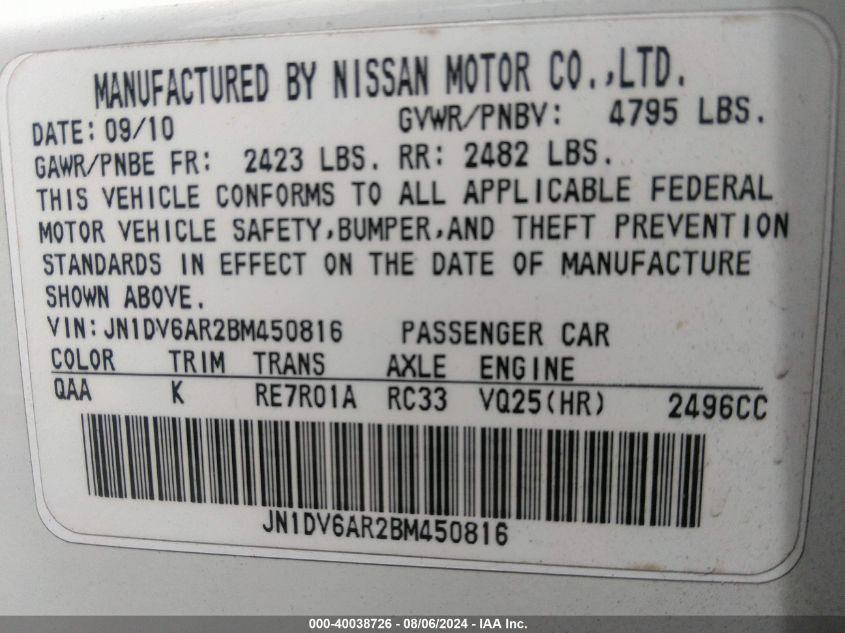 MANUFACTURED BY NISSAN MOTOR CO.,LTD.
DATE: 09/10 GVWR/PNBV: 4795 LBS.
GAWR/PNBE FR: 2423 LBS. RR: 2482 LBS.
THIS VEHICLE CONFORMS TO ALL APPLICABLE FEDERAL
MOTOR VEHICLE SAFETY,BUMPER,AND THEFT PREVENTION
STANDARDS IN EFFECT ON THE DATE OF MANUFACTURE
SHOWN ABOVE.
VIN: JN1DV6AR2BM450816 PASSENGER CAR
COLOR TRIM TRANS AXLE ENGINE
QAA K RE7R01A RC33 VQ25(HR) 2496CC
JN1DV6AR2BM450816
000-40038726 - 08/06/2024 - IAA Inc.